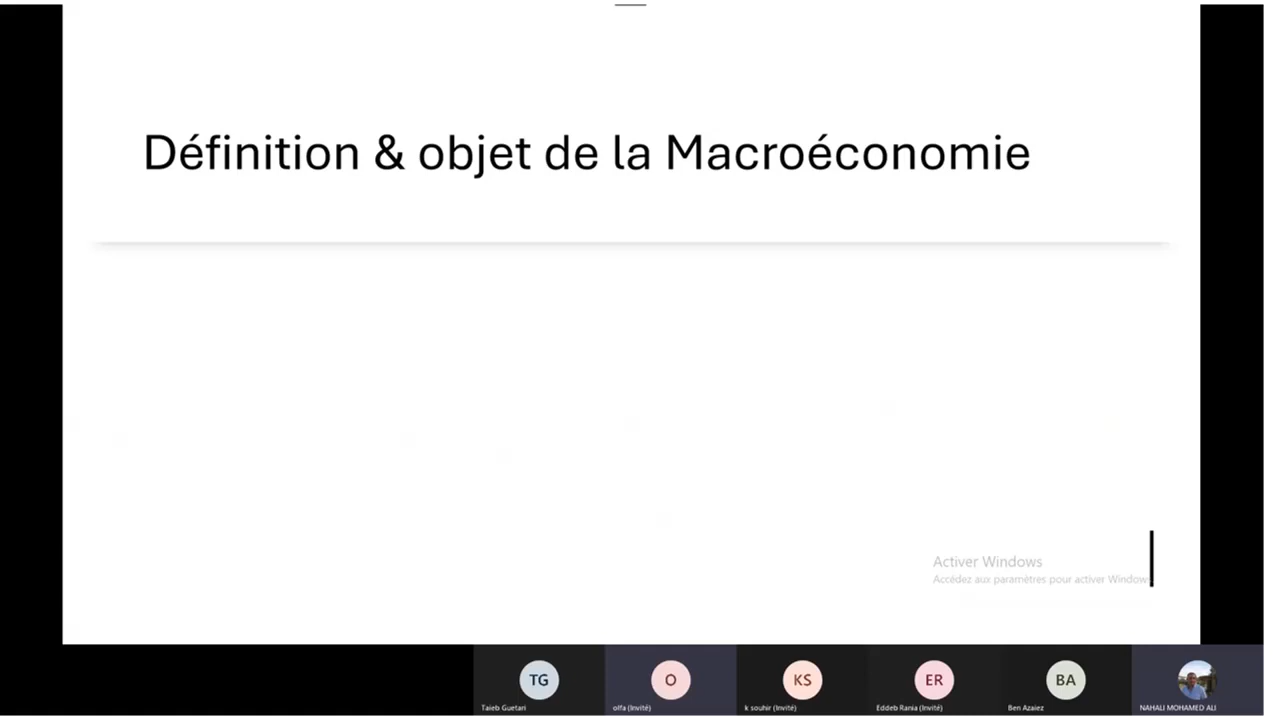 Définition & objet de la Macroéconomie
Activer Windows
Accédez aux paramètres pour activer Windows
TG
O
KS
ER
BA
Taieb Guetari
olfa (Invité)
k souhir (Invité)
Eddeb Rania (Invité)
Ben Azaiez
NAHALI MOHAMED ALI